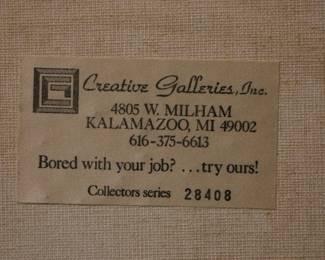 Creative Galleries, Inc.
4805 W. MILHAM
KALAMAZOO, MI 49002
616-375-6613
Bored with your job? ...try ours!
Collectors series 28408